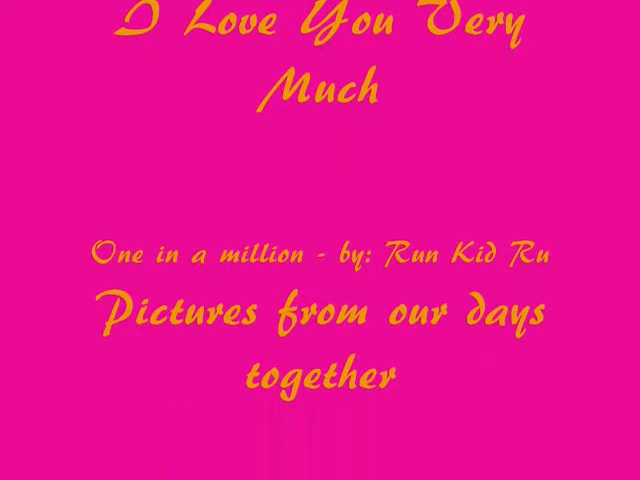 I Love You Very
Much
One in a million - by: Run Kid Ru
Pictures from our days
together